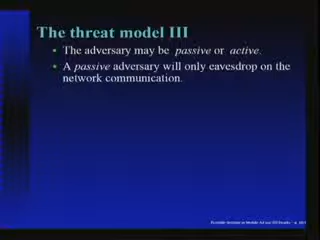 The threat model III
The adversary may be passive or active.
A passive adversary will only eavesdrop on the
network communication.